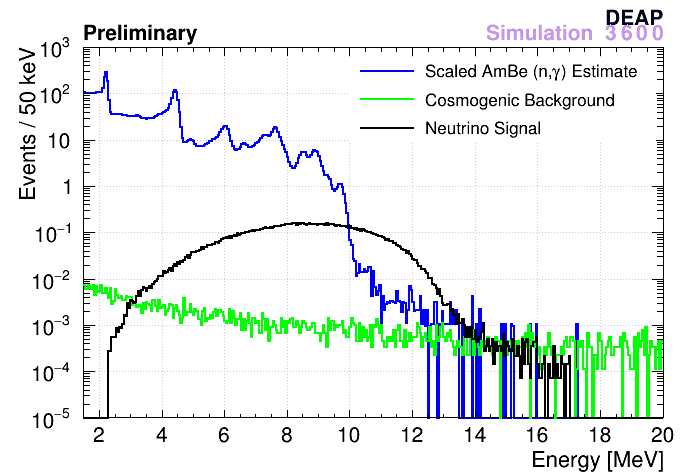 DEAP
Preliminary
Simulation 3600
Events / 50 keV
10³
10²
10
1
10⁻¹
10⁻²
10⁻³
10⁻⁴
10⁻⁵
Scaled AmBe (n,γ) Estimate
Cosmogenic Background
Neutrino Signal
2 4 6 8 10 12 14 16 18 20
Energy [MeV]